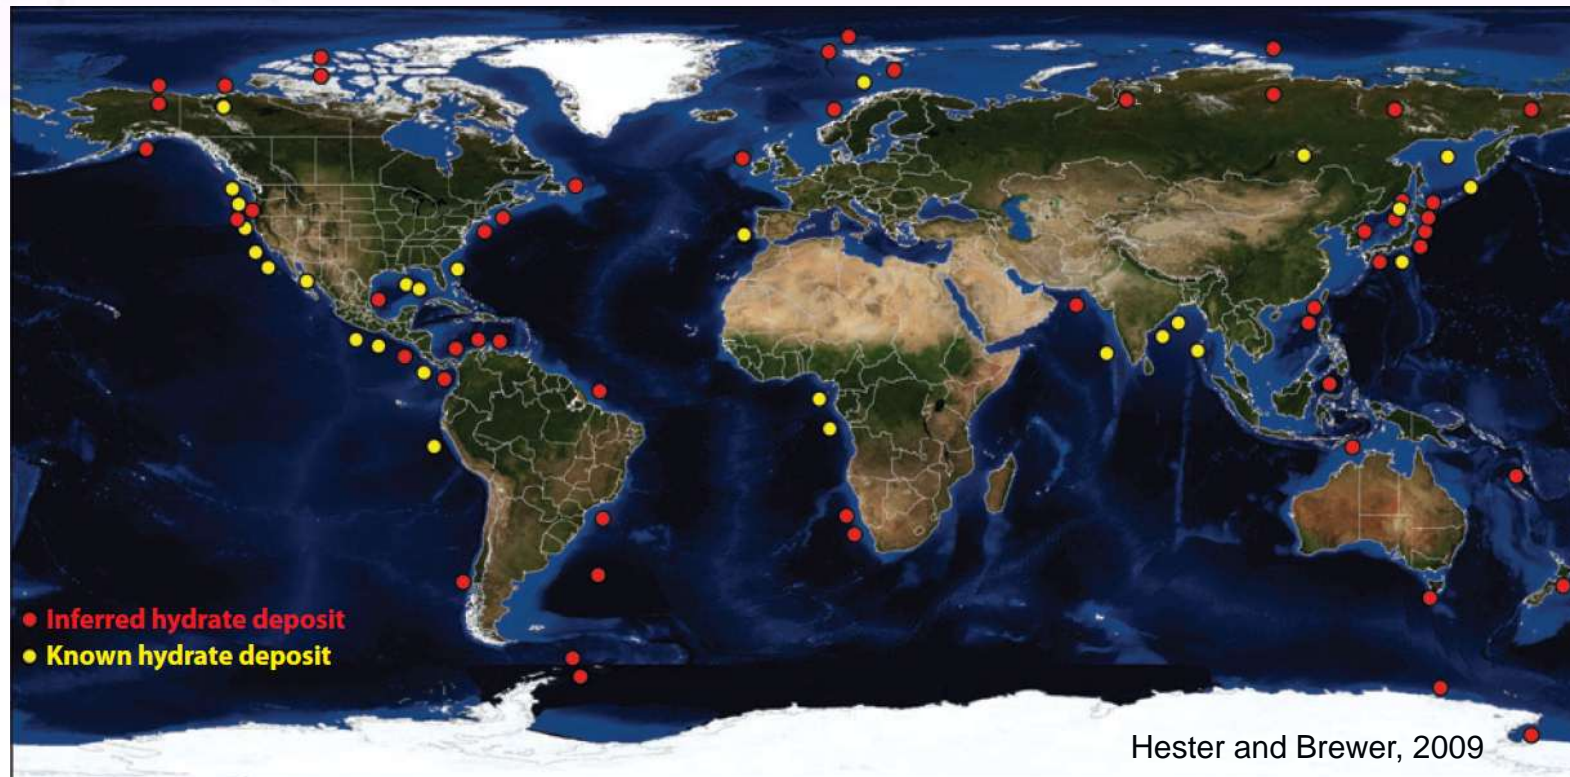 Inferred hydrate deposit
Known hydrate deposit
Hester and Brewer, 2009